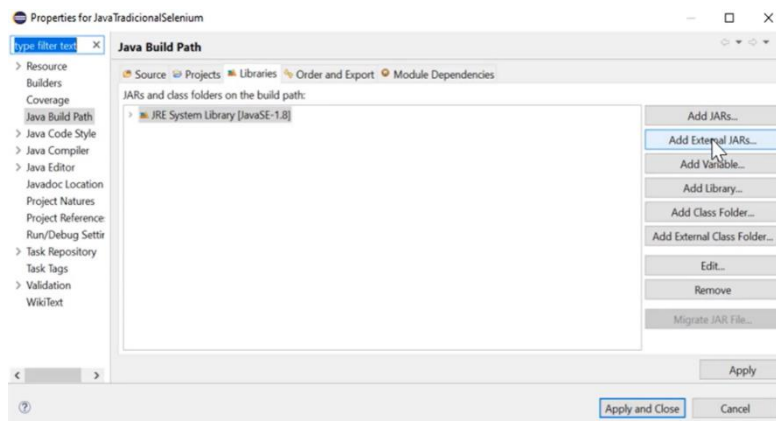 Properties for JavaTradicionalSelenium
type filter text
Java Build Path
Resource
Builders
Coverage
Java Build Path
Java Code Style
Java Compiler
Java Editor
Javadoc Location
Project Natures
Project Reference
Run/Debug Settir
Task Repository
Task Tags
Validation
WikiText
Source Projects Libraries Order and Export Module Dependencies
JARs and class folders on the build path:
JRE System Library [JavaSE-1.8]
Add JARs...
Add External JARs...
Add Variable...
Add Library...
Add Class Folder...
Add External Class Folder...
Edit...
Remove
Migrate JAR File...
Apply
Apply and Close Cancel